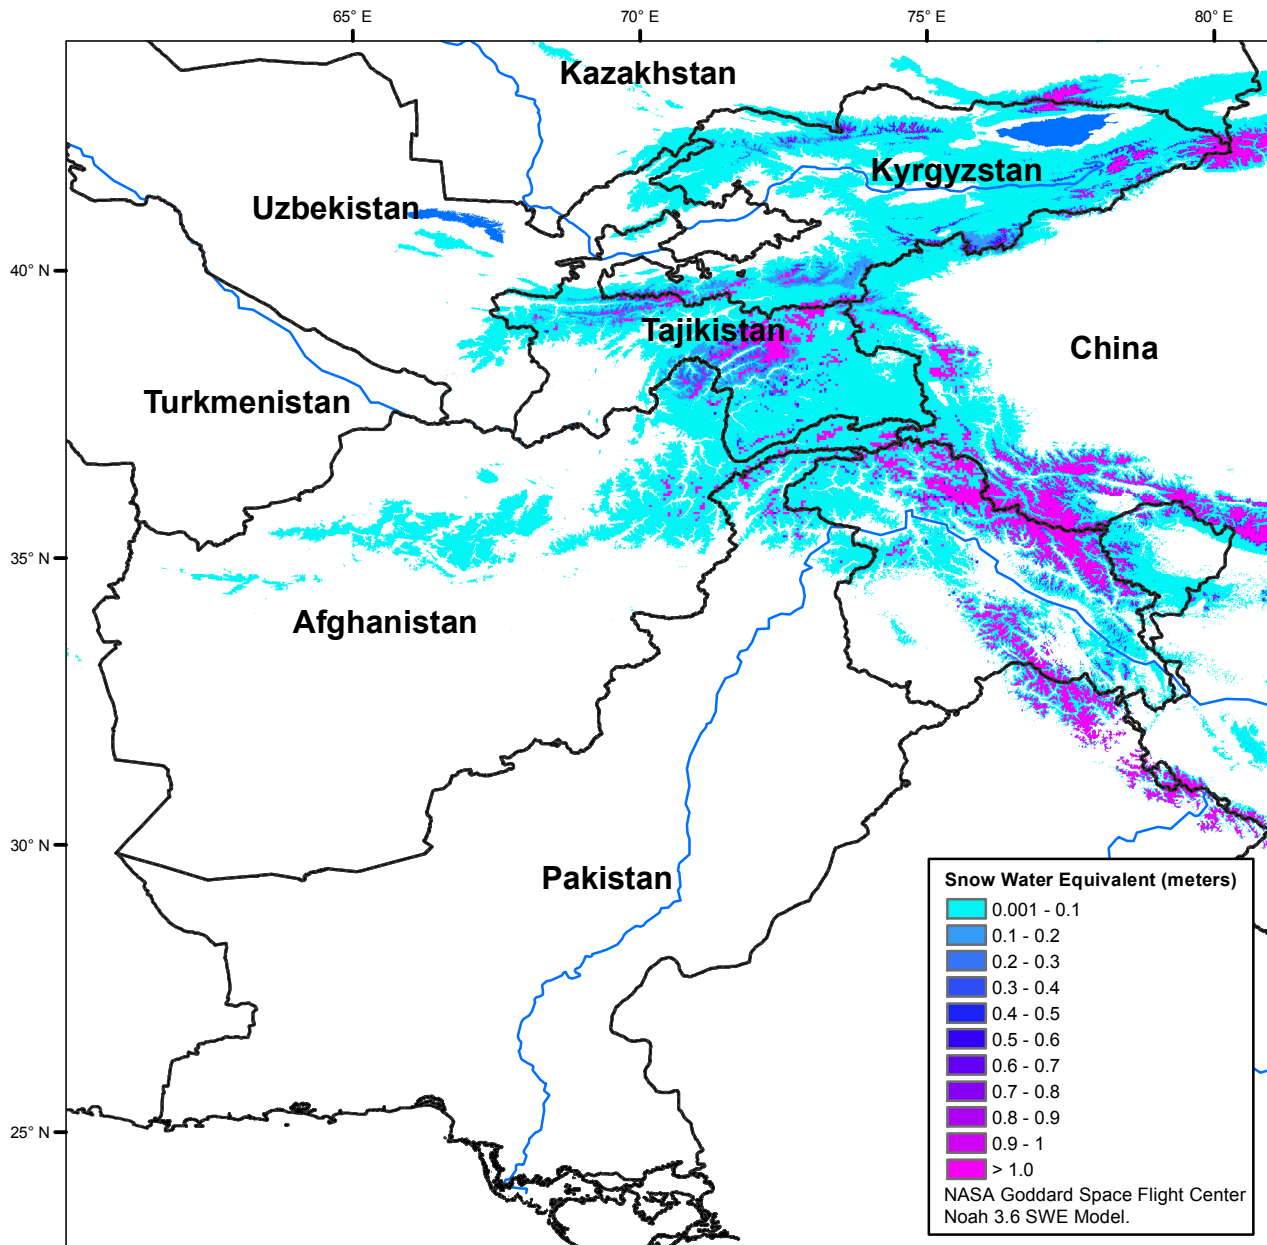 65° E
70° E
75° E
80° E
Kazakhstan
Kyrgyzstan
Uzbekistan
40° N
Tajikistan
China
Turkmenistan
35° N
Afghanistan
30° N
Pakistan
25° N
Snow Water Equivalent (meters)
0.001 - 0.1
0.1 - 0.2
0.2 - 0.3
0.3 - 0.4
0.4 - 0.5
0.5 - 0.6
0.6 - 0.7
0.7 - 0.8
0.8 - 0.9
0.9 - 1
> 1.0
NASA Goddard Space Flight Center
Noah 3.6 SWE Model.